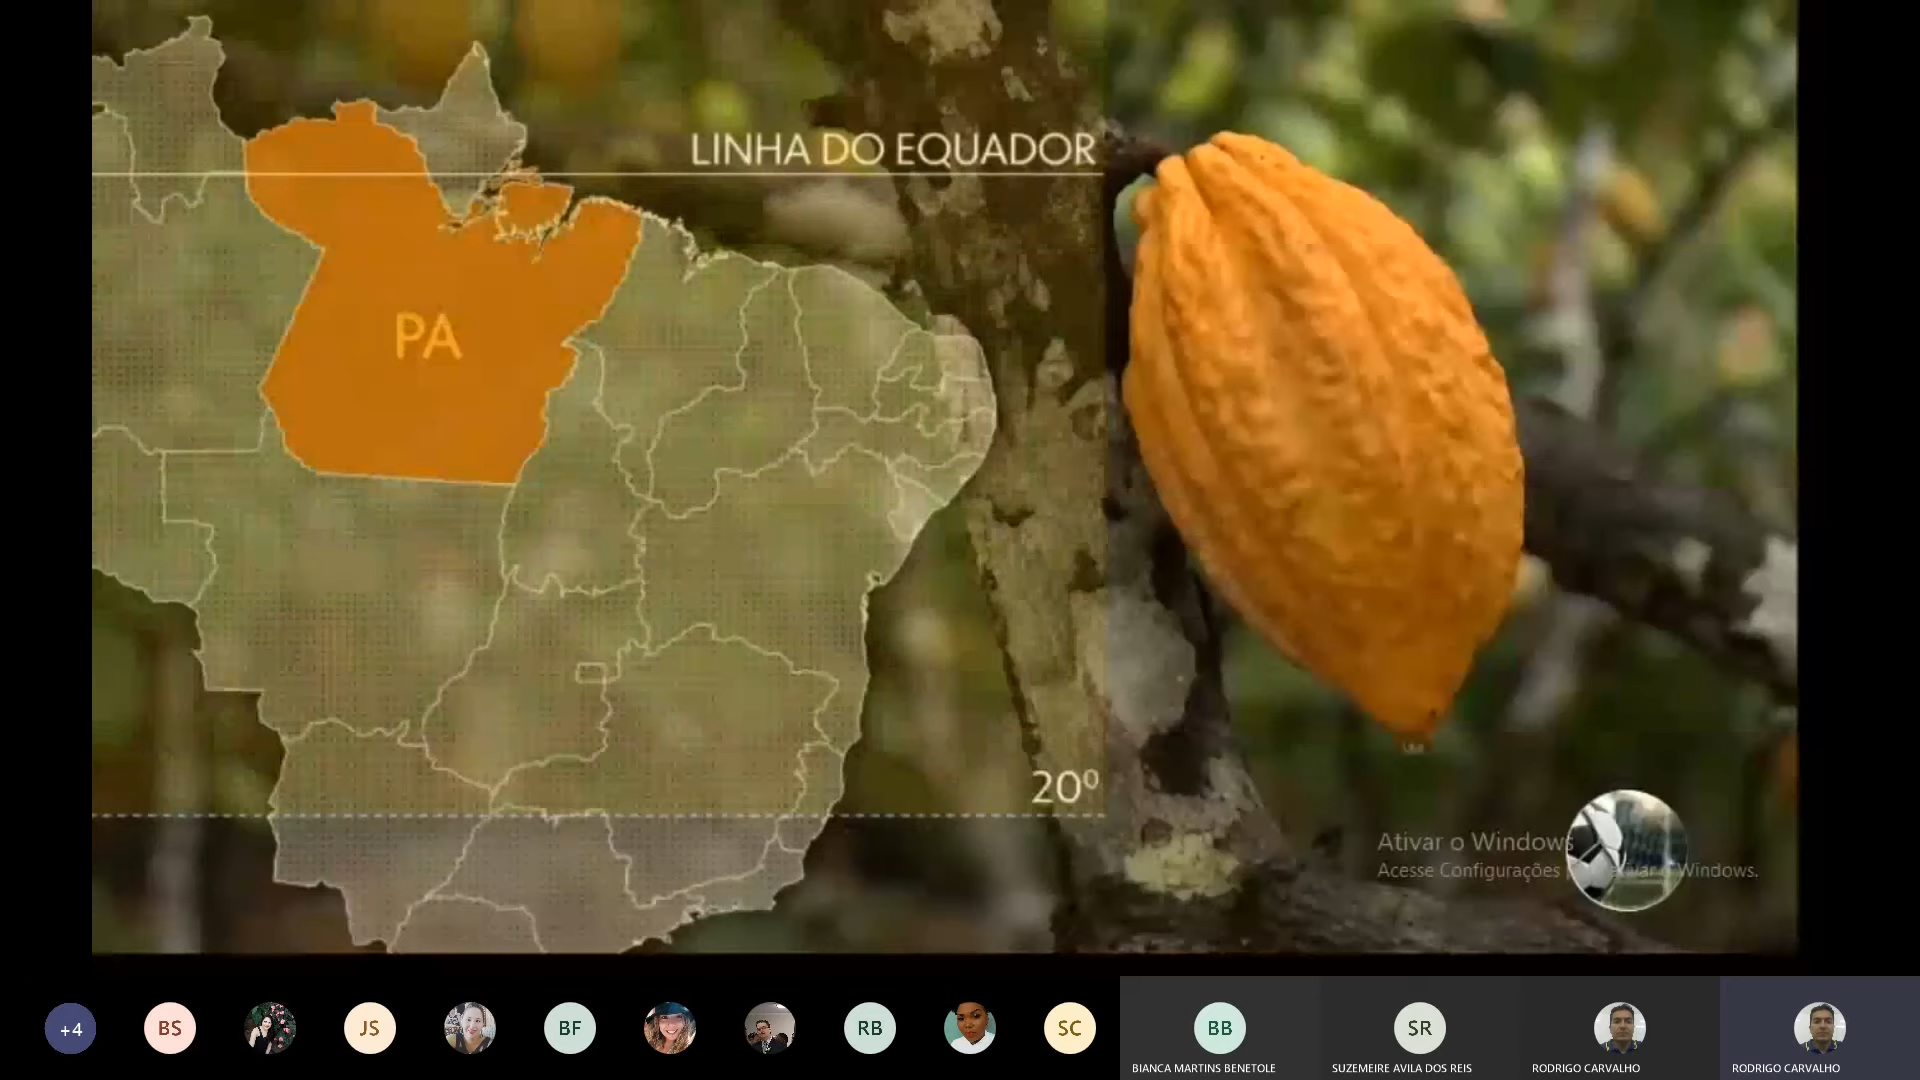 LINHA DO EQUADOR
PA
20º
Ativar o Windows
Acesse Configurações
Windows.
+4
BS
JS
BF
RB
SC
BB
SR
BIANCA MARTINS BENETOLE
SUZEMEIRE AVILA DOS REIS
RODRIGO CARVALHO
RODRIGO CARVALHO